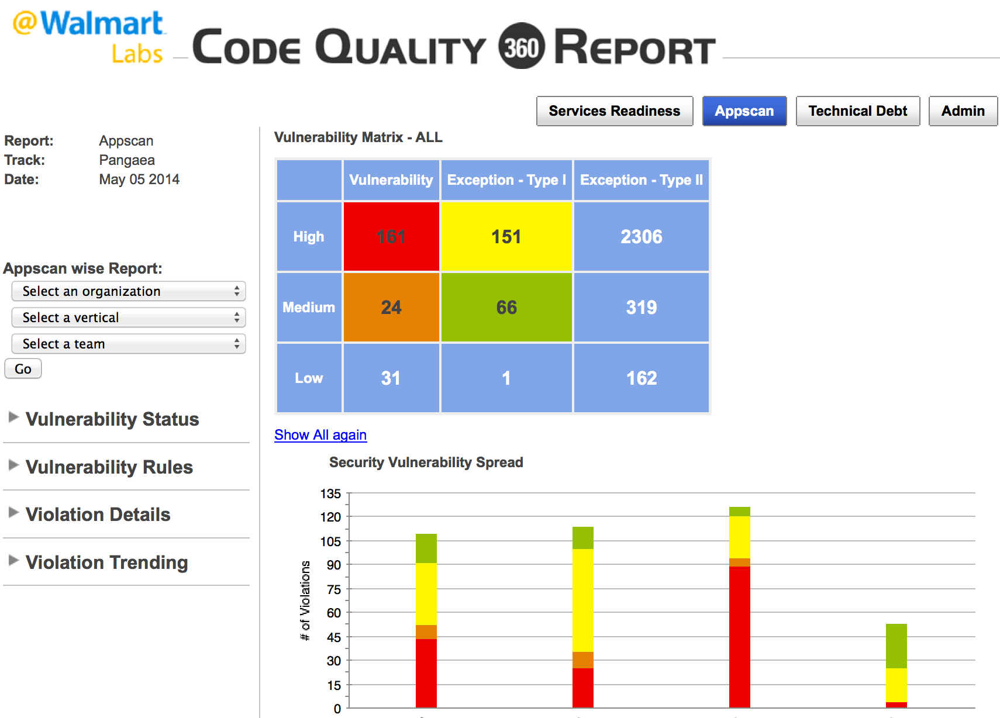 @Walmart
Labs
CODE QUALITY 360 REPORT
Services Readiness Appscan Technical Debt Admin
Report: Appscan
Track: Pangaea
Date: May 05 2014
Appscan wise Report:
Select an organization
Select a vertical
Select a team
Go
Vulnerability Status
Vulnerability Rules
Violation Details
Violation Trending
Vulnerability Matrix - ALL
Vulnerability Exception - Type I Exception - Type II
High 161 151 2306
Medium 24 66 319
Low 31 1 162
Show All again
Security Vulnerability Spread
# of Violations
135
120
105
90
75
60
45
30
15
0